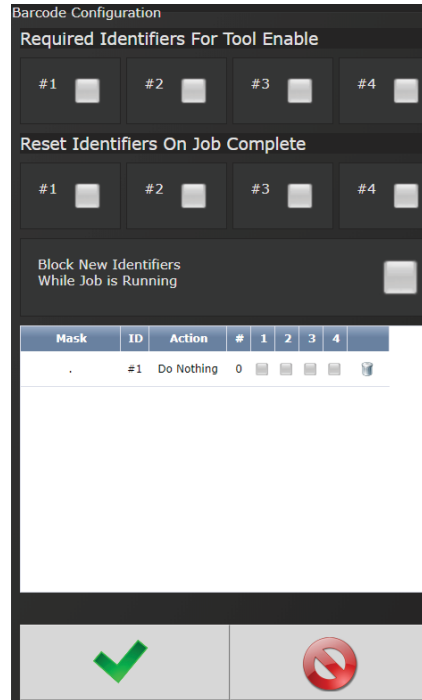 Barcode Configuration
Required Identifiers For Tool Enable
#1 #2 #3 #4
Reset Identifiers On Job Complete
#1 #2 #3 #4
Block New Identifiers
While Job is Running
Mask ID Action # 1 2 3 4
. #1 Do Nothing 0